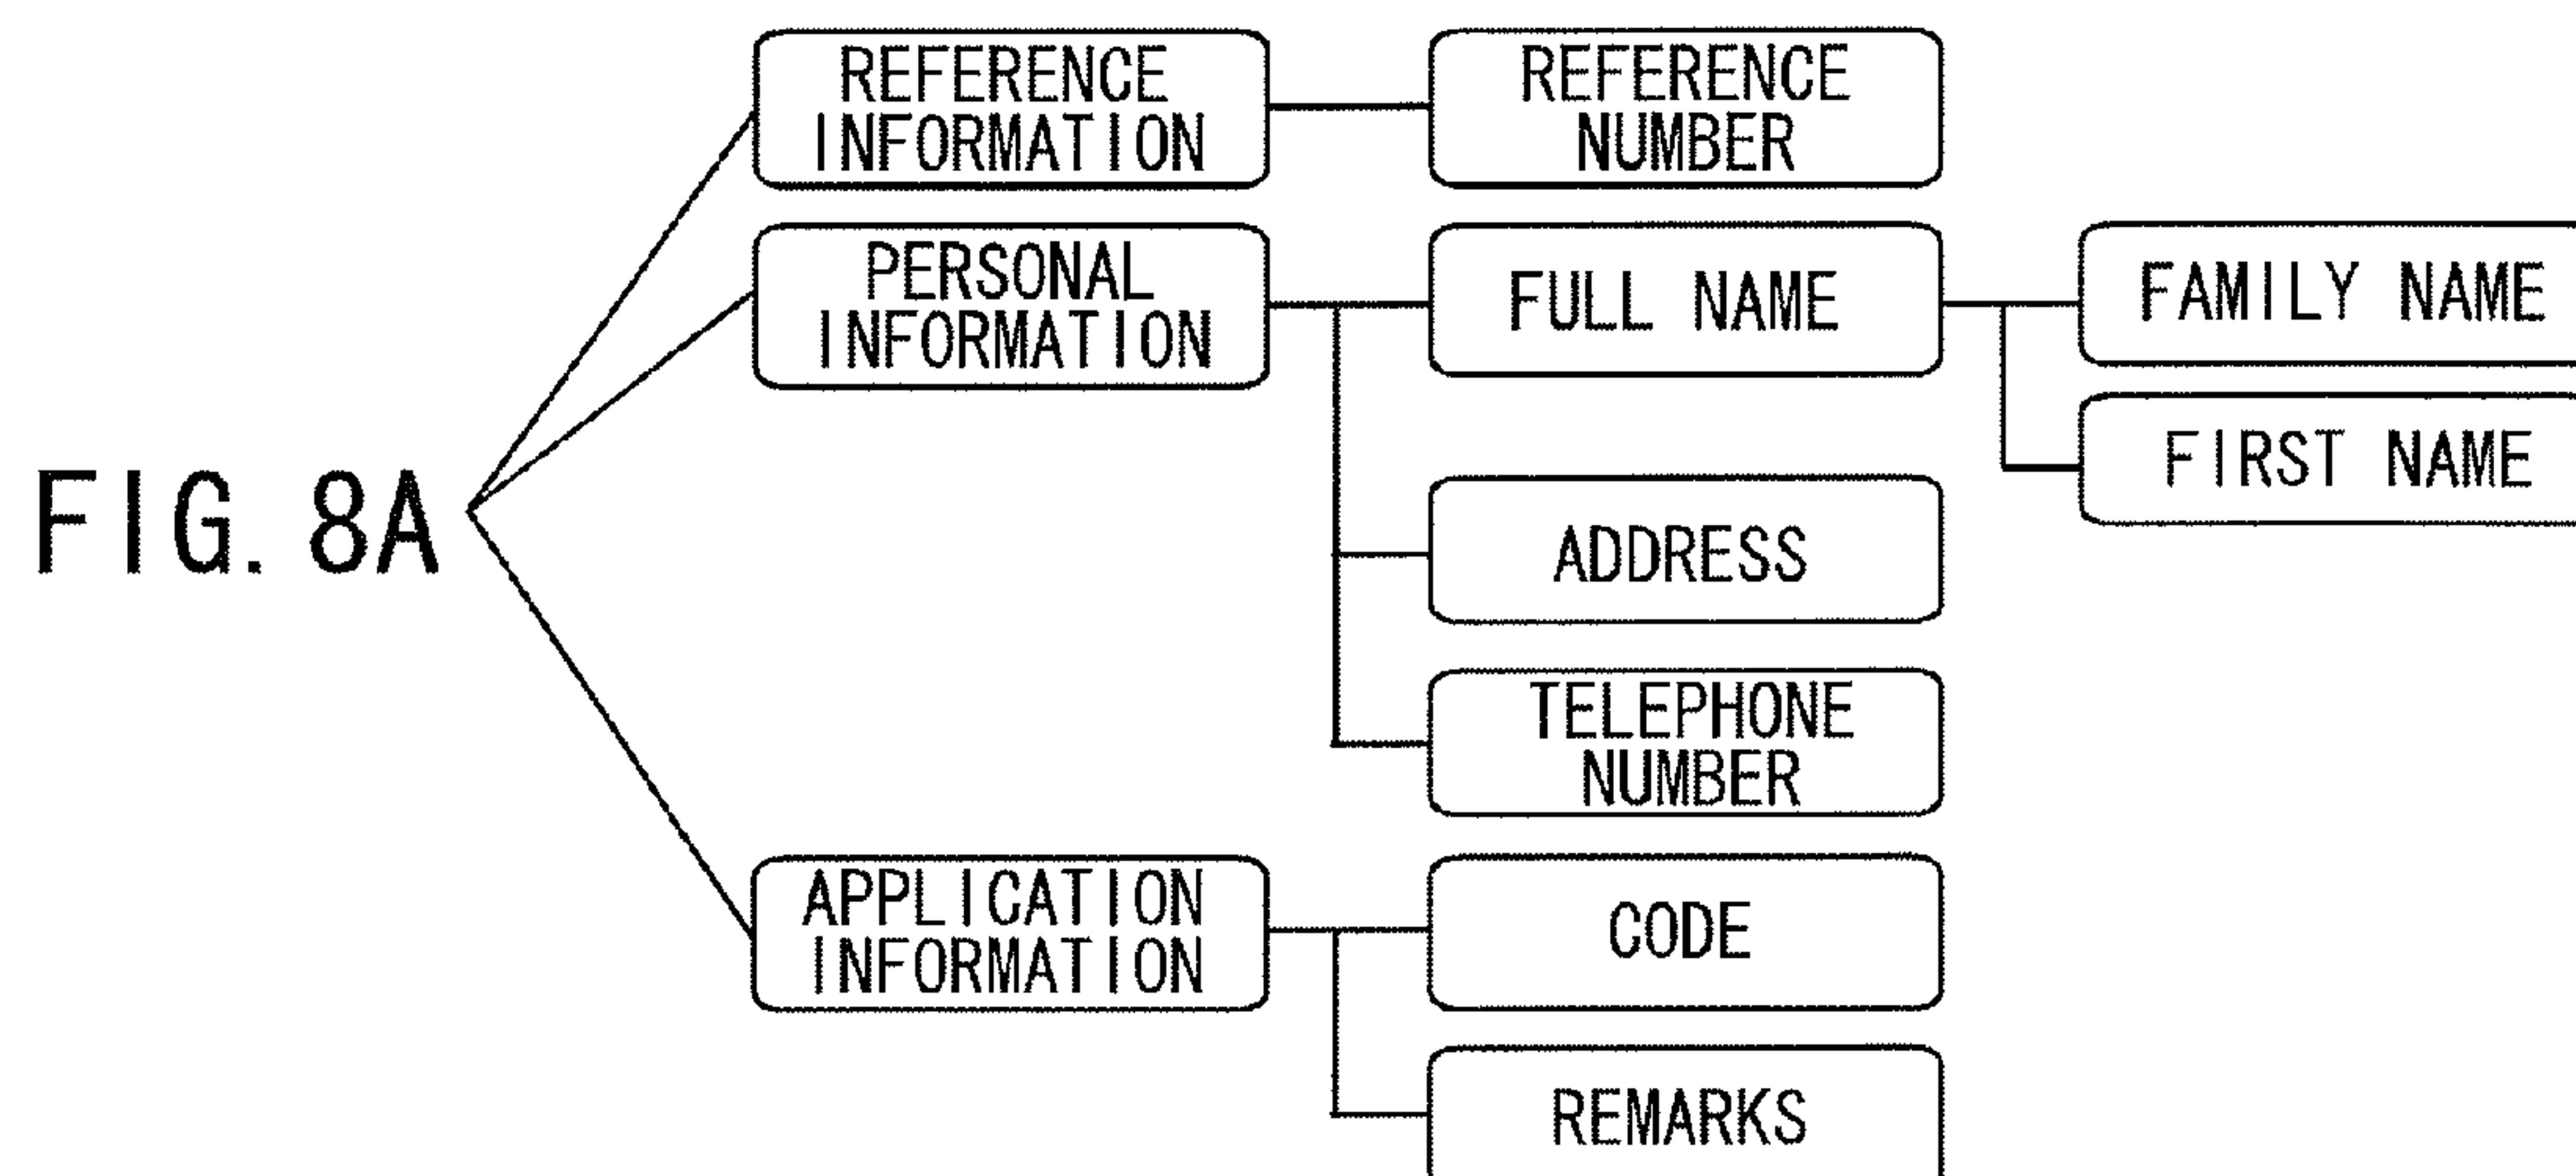 REFERENCE
INFORMATION
REFERENCE
NUMBER
PERSONAL
INFORMATION
FULL NAME
FAMILY NAME
FIRST NAME
FIG. 8A
ADDRESS
TELEPHONE
NUMBER
APPLICATION
INFORMATION
CODE
REMARKS